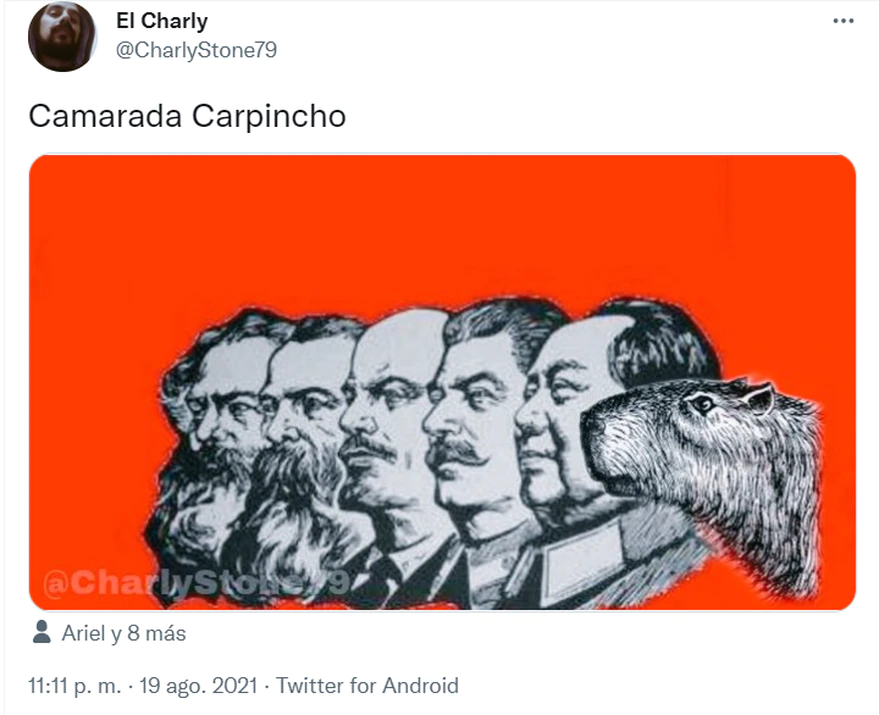 El Charly
@CharlyStone79
Camarada Carpincho
@CharlyStone79
Ariel y 8 más
11:11 p. m. · 19 ago. 2021 · Twitter for Android